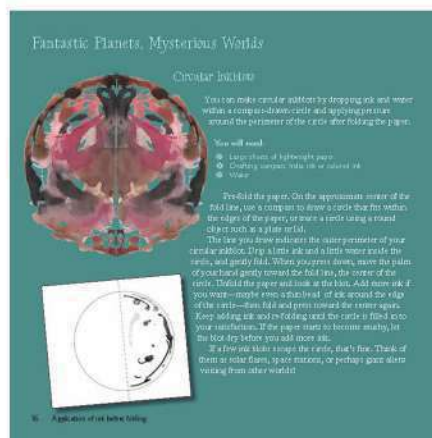 Fantastic Planets, Mysterious Worlds
Circular Inkblots
You can make circular inkblots by dropping ink and water
within a compass-drawn circle and applying pressure
around the perimeter of the circle after folding the paper.
You will need
Large sheets of lightweight paper
Drafting compass, India ink or colored ink
Water
Pre-fold the paper. On the approximate center of the
fold line, use a compass to draw a circle that fits within
the edges of the paper, or trace a circle using a round
object such as a plate or lid.
The line you draw indicates the outer perimeter of your
circular inkblot. Drip a little ink and a little water inside the
circle, and gently fold. When you press down, move the palm
of your hand gently toward the fold line, the center of the
circle. Unfold the paper and look at the blot. Add more ink if
you want—maybe even a thin bead of ink around the edge
of the circle—then fold and press toward the center again.
Keep adding ink and re-folding until the circle is filled in to
your satisfaction. If the paper starts to become mushy, let
the blot dry before you add more ink.
If a few ink blots escape the circle, that's fine. Think of
them as solar flares, space stations, or perhaps giant aliens
visiting from other worlds!
Application of ink before folding